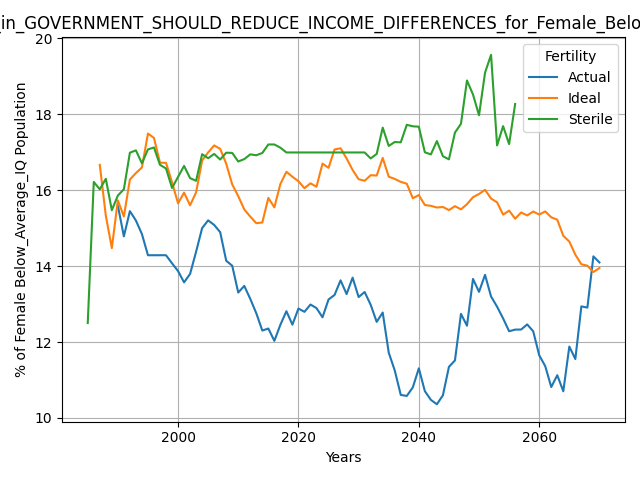 _in_GOVERNMENT_SHOULD_REDUCE_INCOME_DIFFERENCES_for_Female_Belo
% of Female Below_Average_IQ Population
20
18
16
14
12
10
2000 2020 2040 2060
Years
Fertility
Actual
Ideal
Sterile